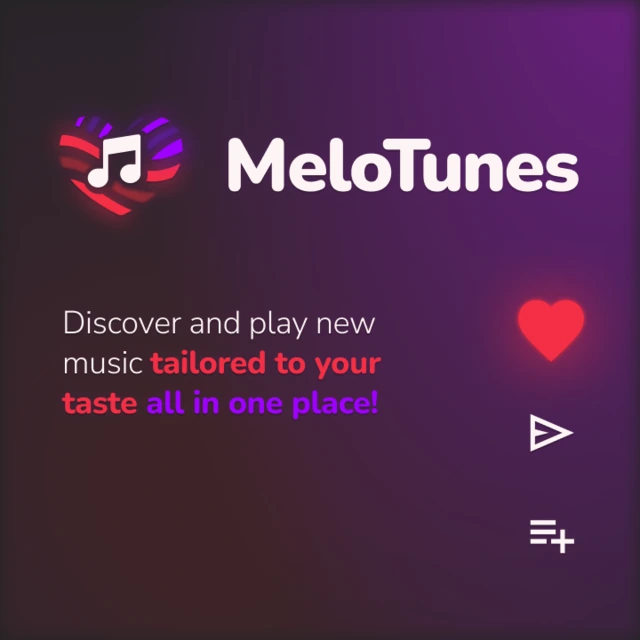 MeloTunes
Discover and play new
music tailored to your
taste all in one place!